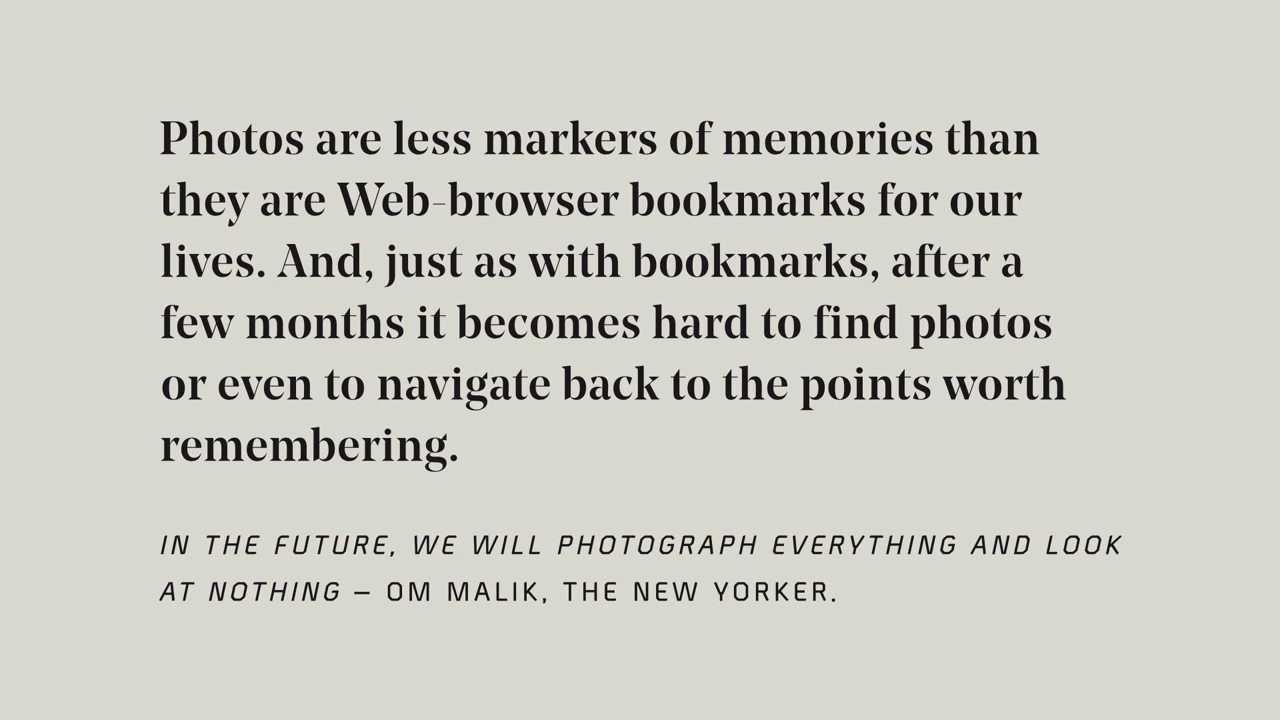 Photos are less markers of memories than
they are Web-browser bookmarks for our
lives. And, just as with bookmarks, after a
few months it becomes hard to find photos
or even to navigate back to the points worth
remembering.
IN THE FUTURE, WE WILL PHOTOGRAPH EVERYTHING AND LOOK
AT NOTHING – OM MALIK, THE NEW YORKER.